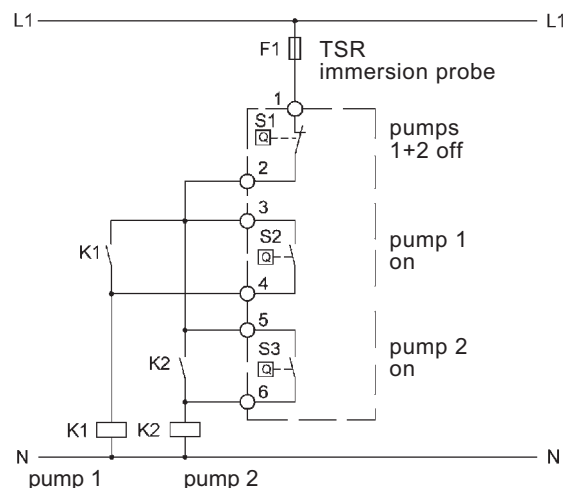 L1 L1
F1 TSR
immersion probe
1
S1
Q
pumps
1+2 off
2
3
K1
S2
Q
pump 1
on
4
5
K2
S3
Q
pump 2
on
6
K1 K2
N N
pump 1 pump 2